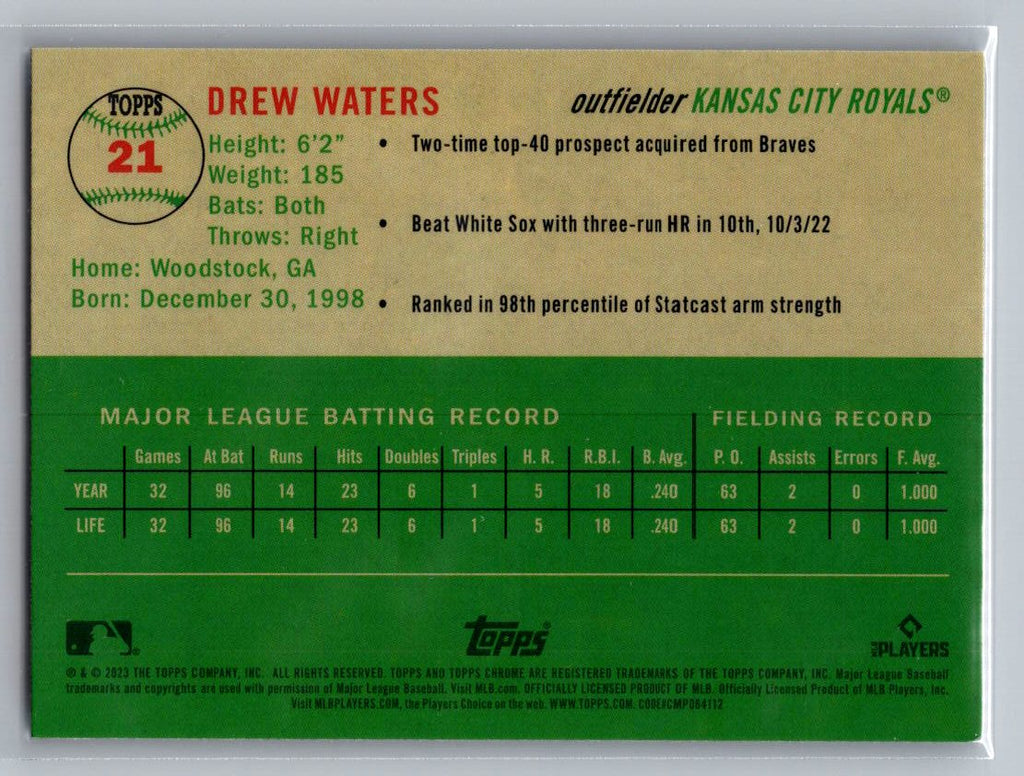 TOPPS
21
DREW WATERS
outfielder KANSAS CITY ROYALS®
Height: 6'2"
Weight: 185
Bats: Both
Throws: Right
Home: Woodstock, GA
Born: December 30, 1998
• Two-time top-40 prospect acquired from Braves
• Beat White Sox with three-run HR in 10th, 10/3/22
• Ranked in 98th percentile of Statcast arm strength
MAJOR LEAGUE BATTING RECORD FIELDING RECORD
Games At Bat Runs Hits Doubles Triples H. R. R.B.I. B. Avg. P. O. Assists Errors F. Avg.
YEAR 32 96 14 23 6 1 5 18 .240 63 2 0 1.000
LIFE 32 96 14 23 6 1 5 18 .240 63 2 0 1.000
topps®
MLB PLAYERS
® & © 2023 THE TOPPS COMPANY, INC. ALL RIGHTS RESERVED. TOPPS AND TOPPS CHROME ARE REGISTERED TRADEMARKS OF THE TOPPS COMPANY, INC. Major League Baseball
trademarks and copyrights are used with permission of Major League Baseball. Visit MLB.com. OFFICIALLY LICENSED PRODUCT OF MLB. Officially Licensed Product of MLB Players, Inc.
Visit MLBPLAYERS.COM, the Players Choice on the web. WWW.TOPPS.COM. CODE#CMP084112